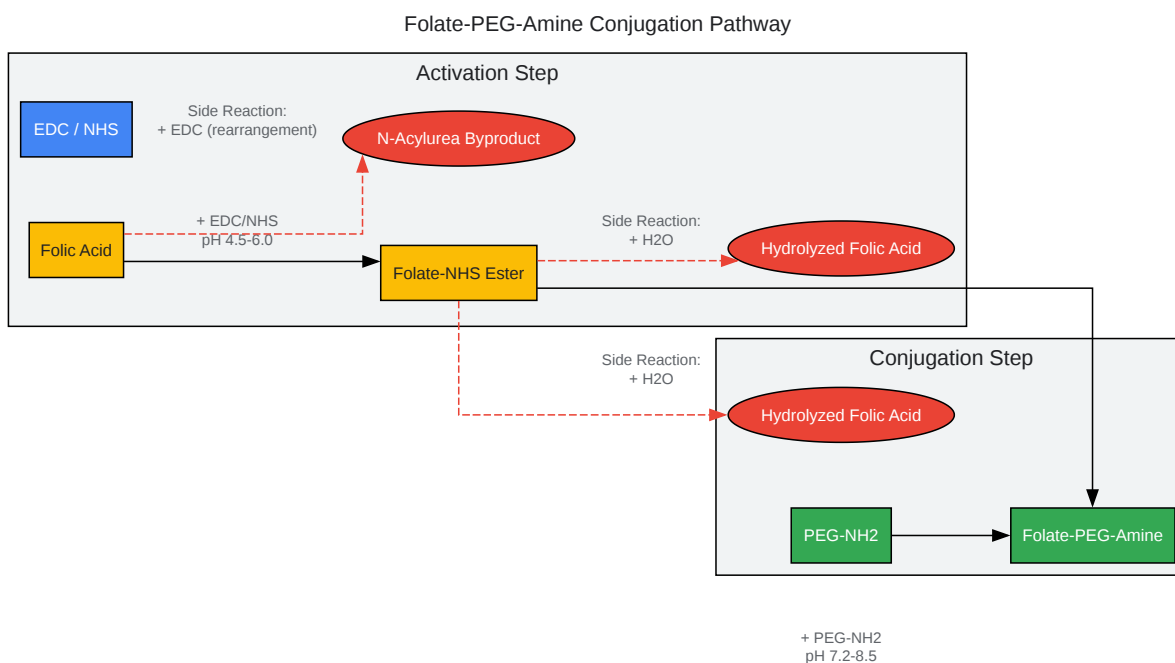 Folate-PEG-Amine Conjugation Pathway
Activation Step
EDC / NHS
Side Reaction:
+ EDC (rearrangement)
N-Acylurea Byproduct
Folic Acid
+ EDC/NHS
pH 4.5-6.0
Folate-NHS Ester
Side Reaction:
+ H2O
Hydrolyzed Folic Acid
Side Reaction:
+ H2O
Conjugation Step
Hydrolyzed Folic Acid
PEG-NH2
Folate-PEG-Amine
+ PEG-NH2
pH 7.2-8.5